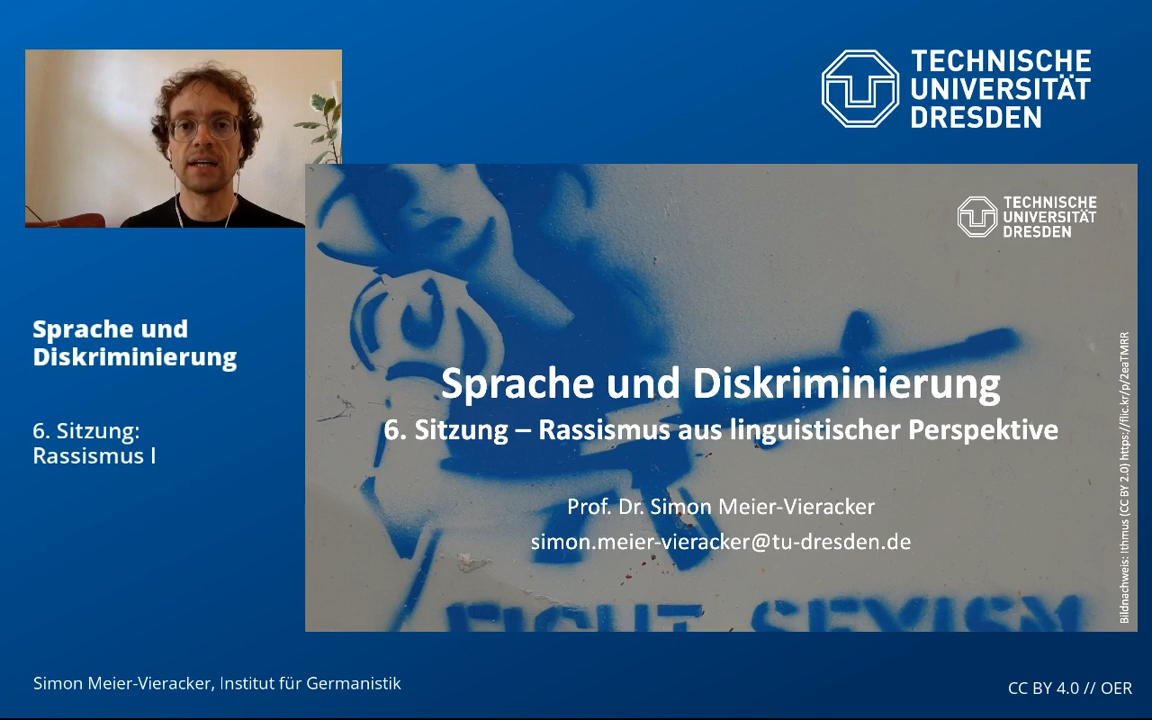 TECHNISCHE
UNIVERSITÄT
DRESDEN
TECHNISCHE
UNIVERSITÄT
DRESDEN
Sprache und
Diskriminierung
6. Sitzung:
Rassismus I
Sprache und Diskriminierung
6. Sitzung – Rassismus aus linguistischer Perspektive
Prof. Dr. Simon Meier-Vieracker
simon.meier-vieracker@tu-dresden.de
FIGHT SEXISM
Bildnachweis: Ithmus (CC BY 2.0) https://flic.kr/p/2eaTMRR
Simon Meier-Vieracker, Institut für Germanistik
CC BY 4.0 // OER